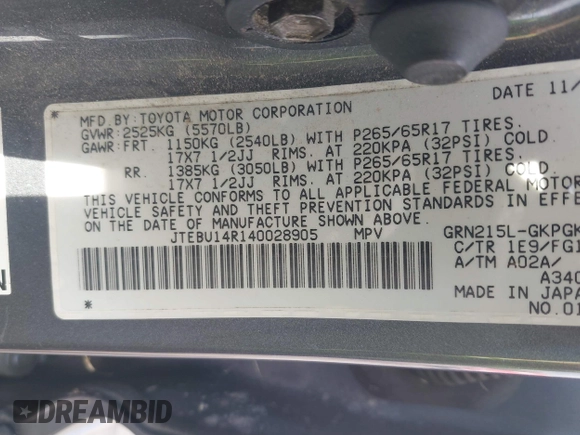 MFD.BY:TOYOTA MOTOR CORPORATION DATE 11/
GVWR:2525KG (5570LB)
GAWR:FRT. 1150KG (2540LB) WITH P265/65R17 TIRES.
17X7 1/2JJ RIMS. AT 220KPA (32PSI) COLD
RR. 1385KG (3050LB) WITH P265/65R17 TIRES.
17X7 1/2JJ RIMS. AT 220KPA (32PSI) COLD.
THIS VEHICLE CONFORMS TO ALL APPLICABLE FEDERAL MOTOR
VEHICLE SAFETY AND THEFT PREVENTION STANDARDS IN EF
ON THE DATE OF MANUFACTURE SHOWN ABOVE.
JTEBU14R140028905 MPV GRN215L-GKPGK
C/TR 1E9/FG1
A/TM A02A/
A340
MADE IN JAPA
* * NO.01
N
DREAMBID